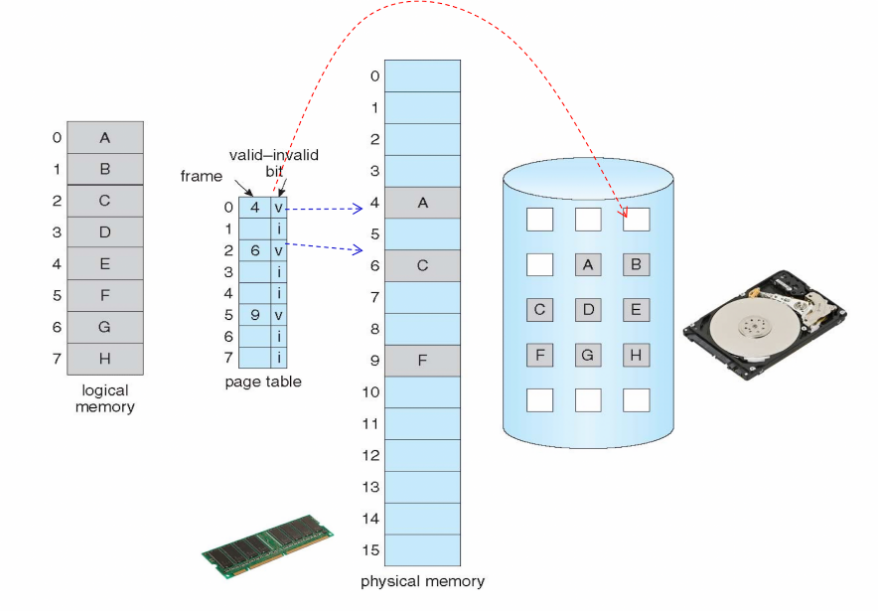 0 A
1 B
2 C
3 D
4 E
5 F
6 G
7 H
logical
memory
valid–invalid
bit
frame
0 4 v
1 i
2 6 v
3 i
4 i
5 9 v
6 i
7 i
page table
0
1
2
3
4 A
5
6 C
7
8
9 F
10
11
12
13
14
15
physical memory
A B
C D E
F G H